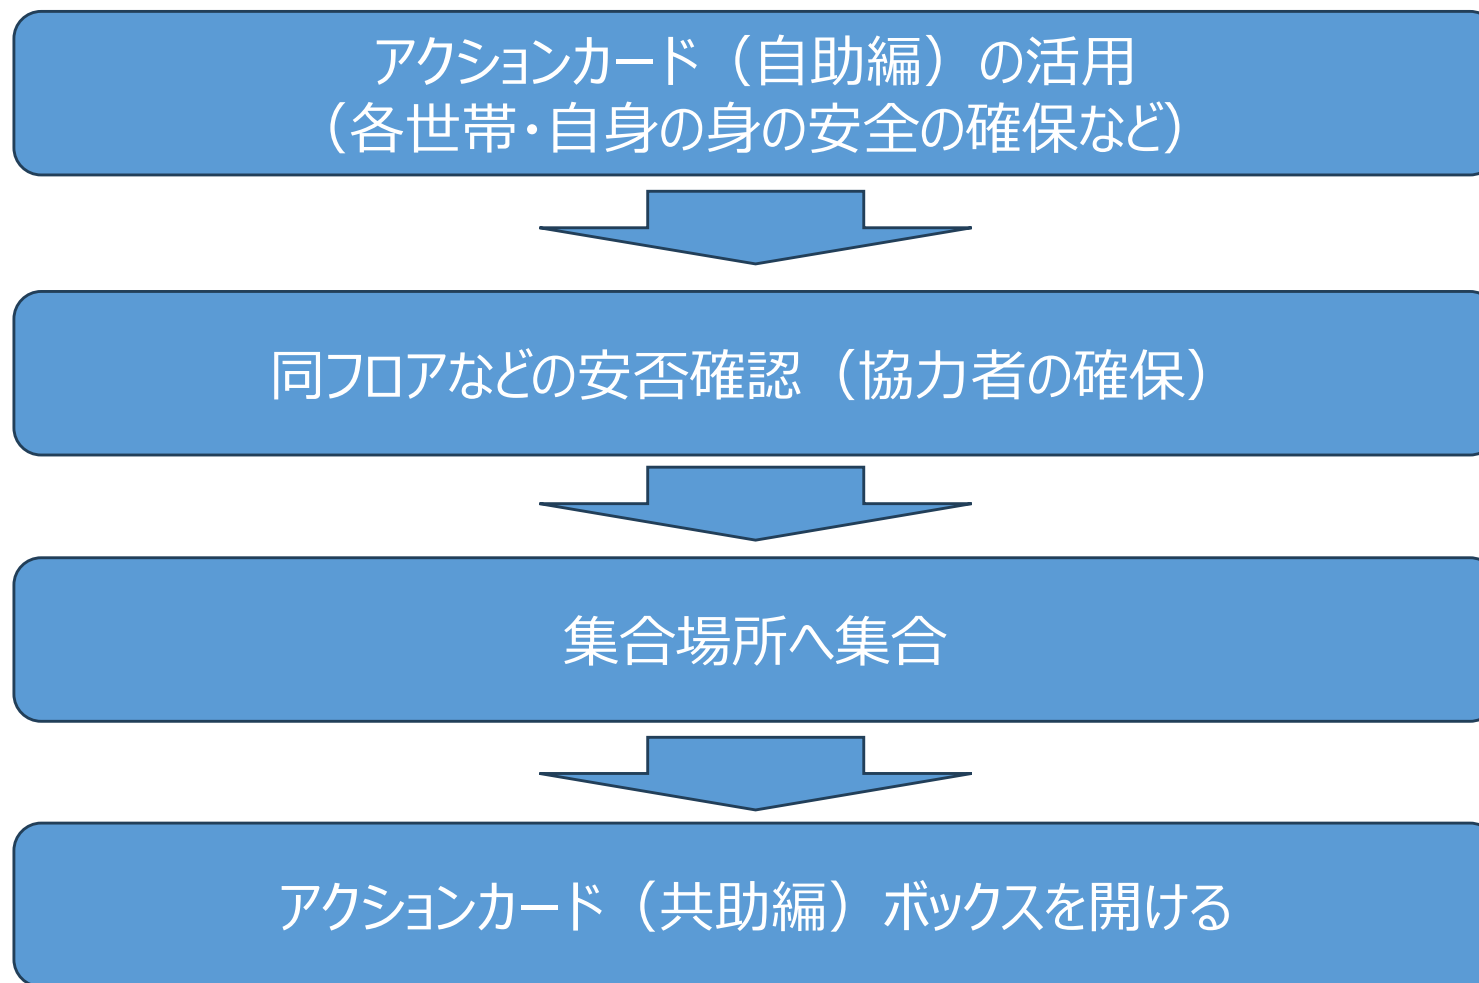 アクションカード（自助編）の活用
（各世帯・自身の身の安全の確保など）
同フロアなどの安否確認（協力者の確保）
集合場所へ集合
アクションカード（共助編）ボックスを開ける